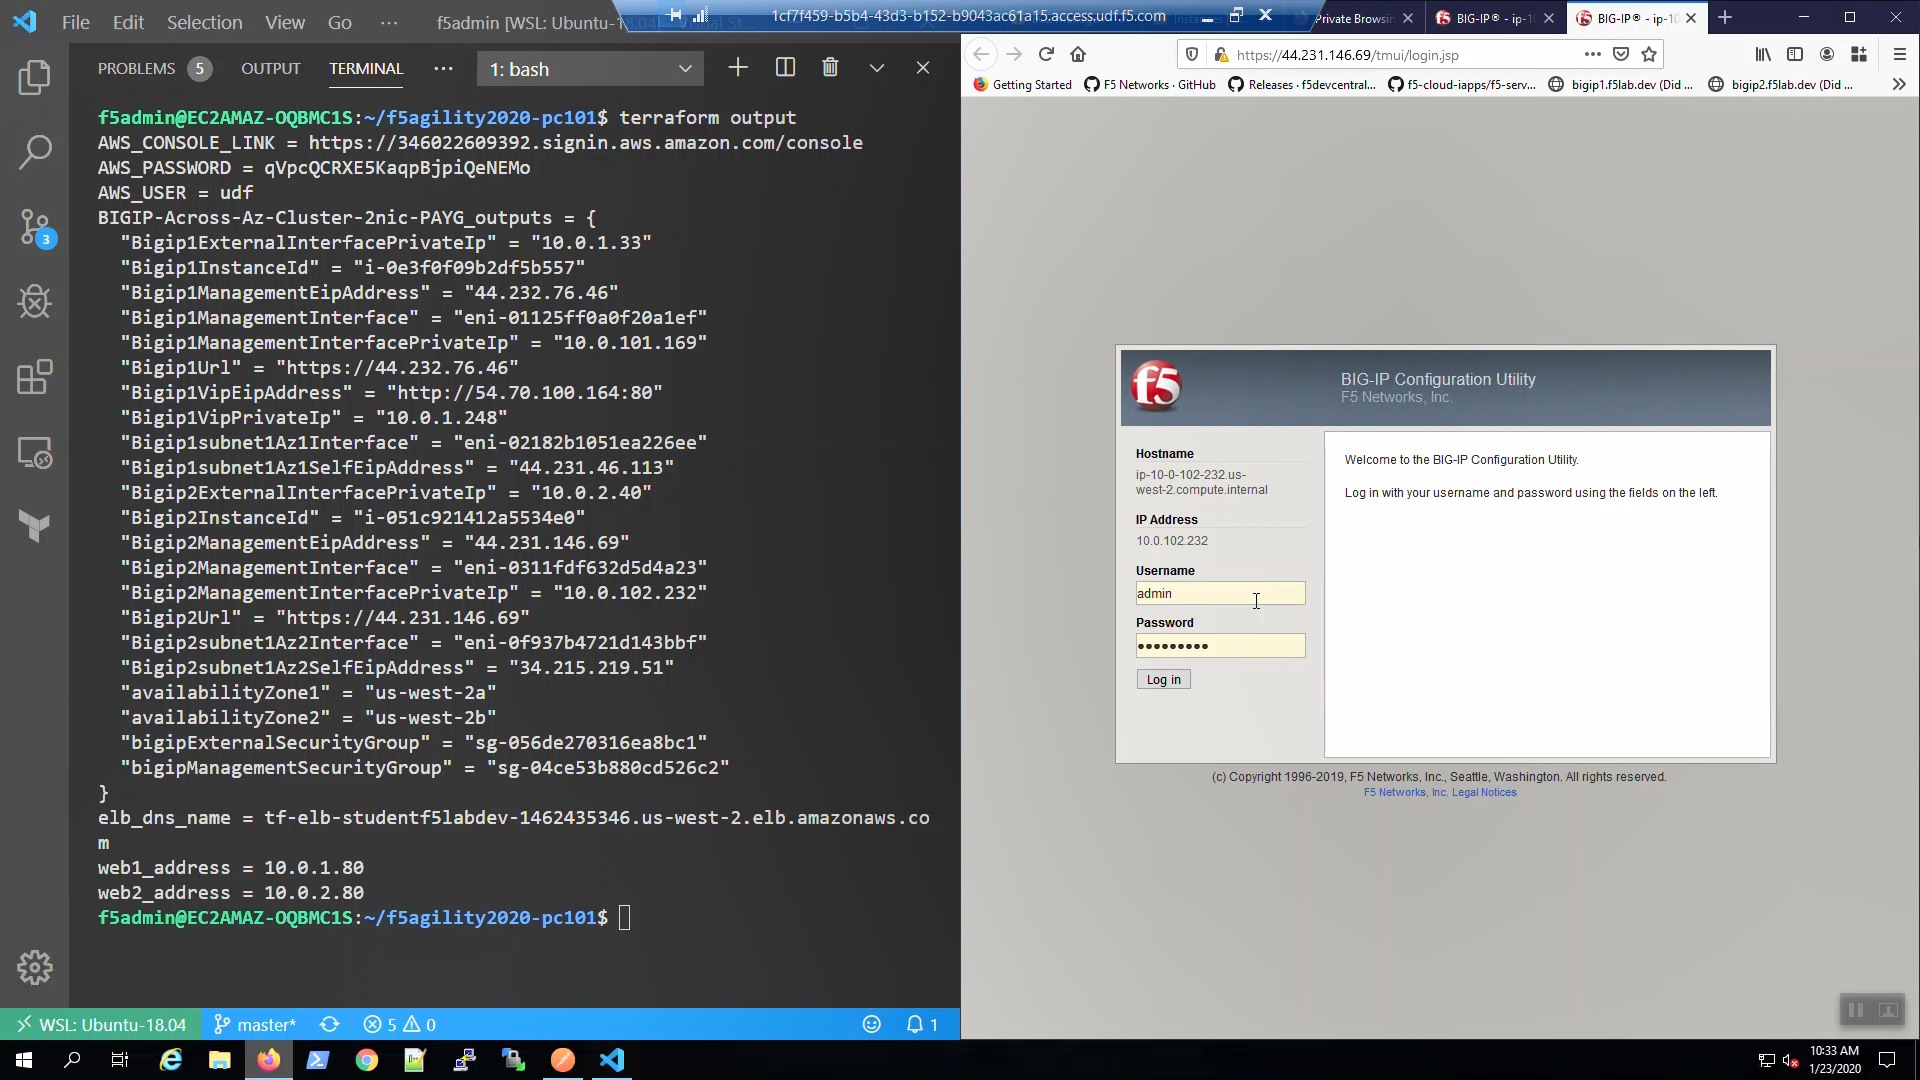 File Edit Selection View Go ··· f5admin [WSL: Ubuntu-18.04
1cf7f459-b5b4-43d3-b152-b9043ac61a15.access.udf.f5.com
Private Browsin
BIG-IP® - ip-10
BIG-IP® - ip-10
PROBLEMS 5 OUTPUT TERMINAL ··· 1: bash
https://44.231.146.69/tmui/login.jsp
Getting Started F5 Networks · GitHub Releases · f5devcentral... f5-cloud-iapps/f5-serv... bigip1.f5lab.dev (Did ... bigip2.f5lab.dev (Did ...
f5admin@EC2AMAZ-OQBMC1S:~/f5agility2020-pc101$ terraform output
AWS_CONSOLE_LINK = https://346022609392.signin.aws.amazon.com/console
AWS_PASSWORD = qVpcQCRXE5KaqpBjpiQeNEMo
AWS_USER = udf
BIGIP-Across-Az-Cluster-2nic-PAYG_outputs = {
"Bigip1ExternalInterfacePrivateIp" = "10.0.1.33"
"Bigip1InstanceId" = "i-0e3f0f09b2df5b557"
"Bigip1ManagementEipAddress" = "44.232.76.46"
"Bigip1ManagementInterface" = "eni-01125ff0a0f20a1ef"
"Bigip1ManagementInterfacePrivateIp" = "10.0.101.169"
"Bigip1Url" = "https://44.232.76.46"
"Bigip1VipEipAddress" = "http://54.70.100.164:80"
"Bigip1VipPrivateIp" = "10.0.1.248"
"Bigip1subnet1Az1Interface" = "eni-02182b1051ea226ee"
"Bigip1subnet1Az1SelfEipAddress" = "44.231.46.113"
"Bigip2ExternalInterfacePrivateIp" = "10.0.2.40"
"Bigip2InstanceId" = "i-051c921412a5534e0"
"Bigip2ManagementEipAddress" = "44.231.146.69"
"Bigip2ManagementInterface" = "eni-0311fdf632d5d4a23"
"Bigip2ManagementInterfacePrivateIp" = "10.0.102.232"
"Bigip2Url" = "https://44.231.146.69"
"Bigip2subnet1Az2Interface" = "eni-0f937b4721d143bbf"
"Bigip2subnet1Az2SelfEipAddress" = "34.215.219.51"
"availabilityZone1" = "us-west-2a"
"availabilityZone2" = "us-west-2b"
"bigipExternalSecurityGroup" = "sg-056de270316ea8bc1"
"bigipManagementSecurityGroup" = "sg-04ce53b880cd526c2"
}
elb_dns_name = tf-elb-studentf5labdev-1462435346.us-west-2.elb.amazonaws.co
m
web1_address = 10.0.1.80
web2_address = 10.0.2.80
f5admin@EC2AMAZ-OQBMC1S:~/f5agility2020-pc101$
3
f5
BIG-IP Configuration Utility
F5 Networks, Inc.
Hostname
ip-10-0-102-232.us-
west-2.compute.internal
IP Address
10.0.102.232
Username
admin
Password
•••••••••
Log in
Welcome to the BIG-IP Configuration Utility.
Log in with your username and password using the fields on the left.
(c) Copyright 1996-2019, F5 Networks, Inc., Seattle, Washington. All rights reserved.
F5 Networks, Inc. Legal Notices
WSL: Ubuntu-18.04 master* 5 0 1
10:33 AM
1/23/2020